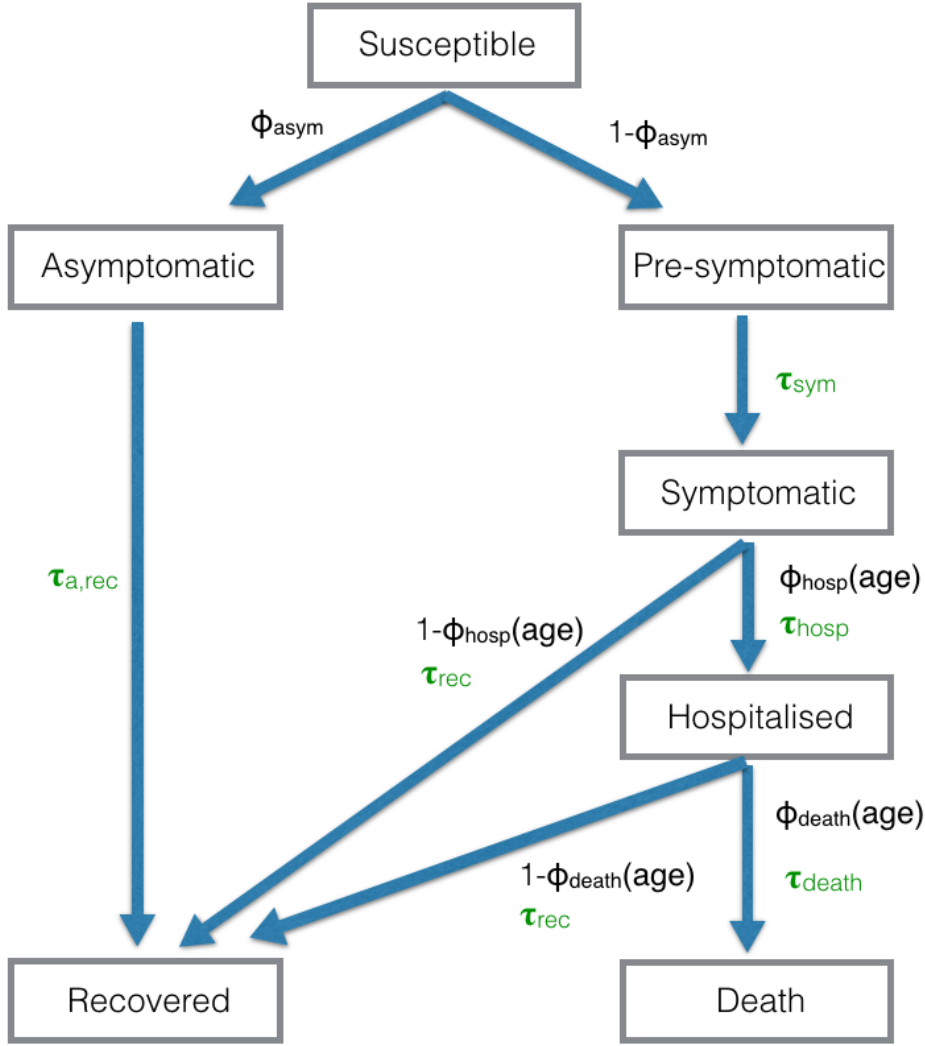 Susceptible
ϕasym
1-ϕasym
Asymptomatic
Pre-symptomatic
τsym
Symptomatic
τa,rec
ϕhosp(age)
τhosp
1-ϕhosp(age)
τrec
Hospitalised
ϕdeath(age)
τdeath
1-ϕdeath(age)
τrec
Recovered
Death